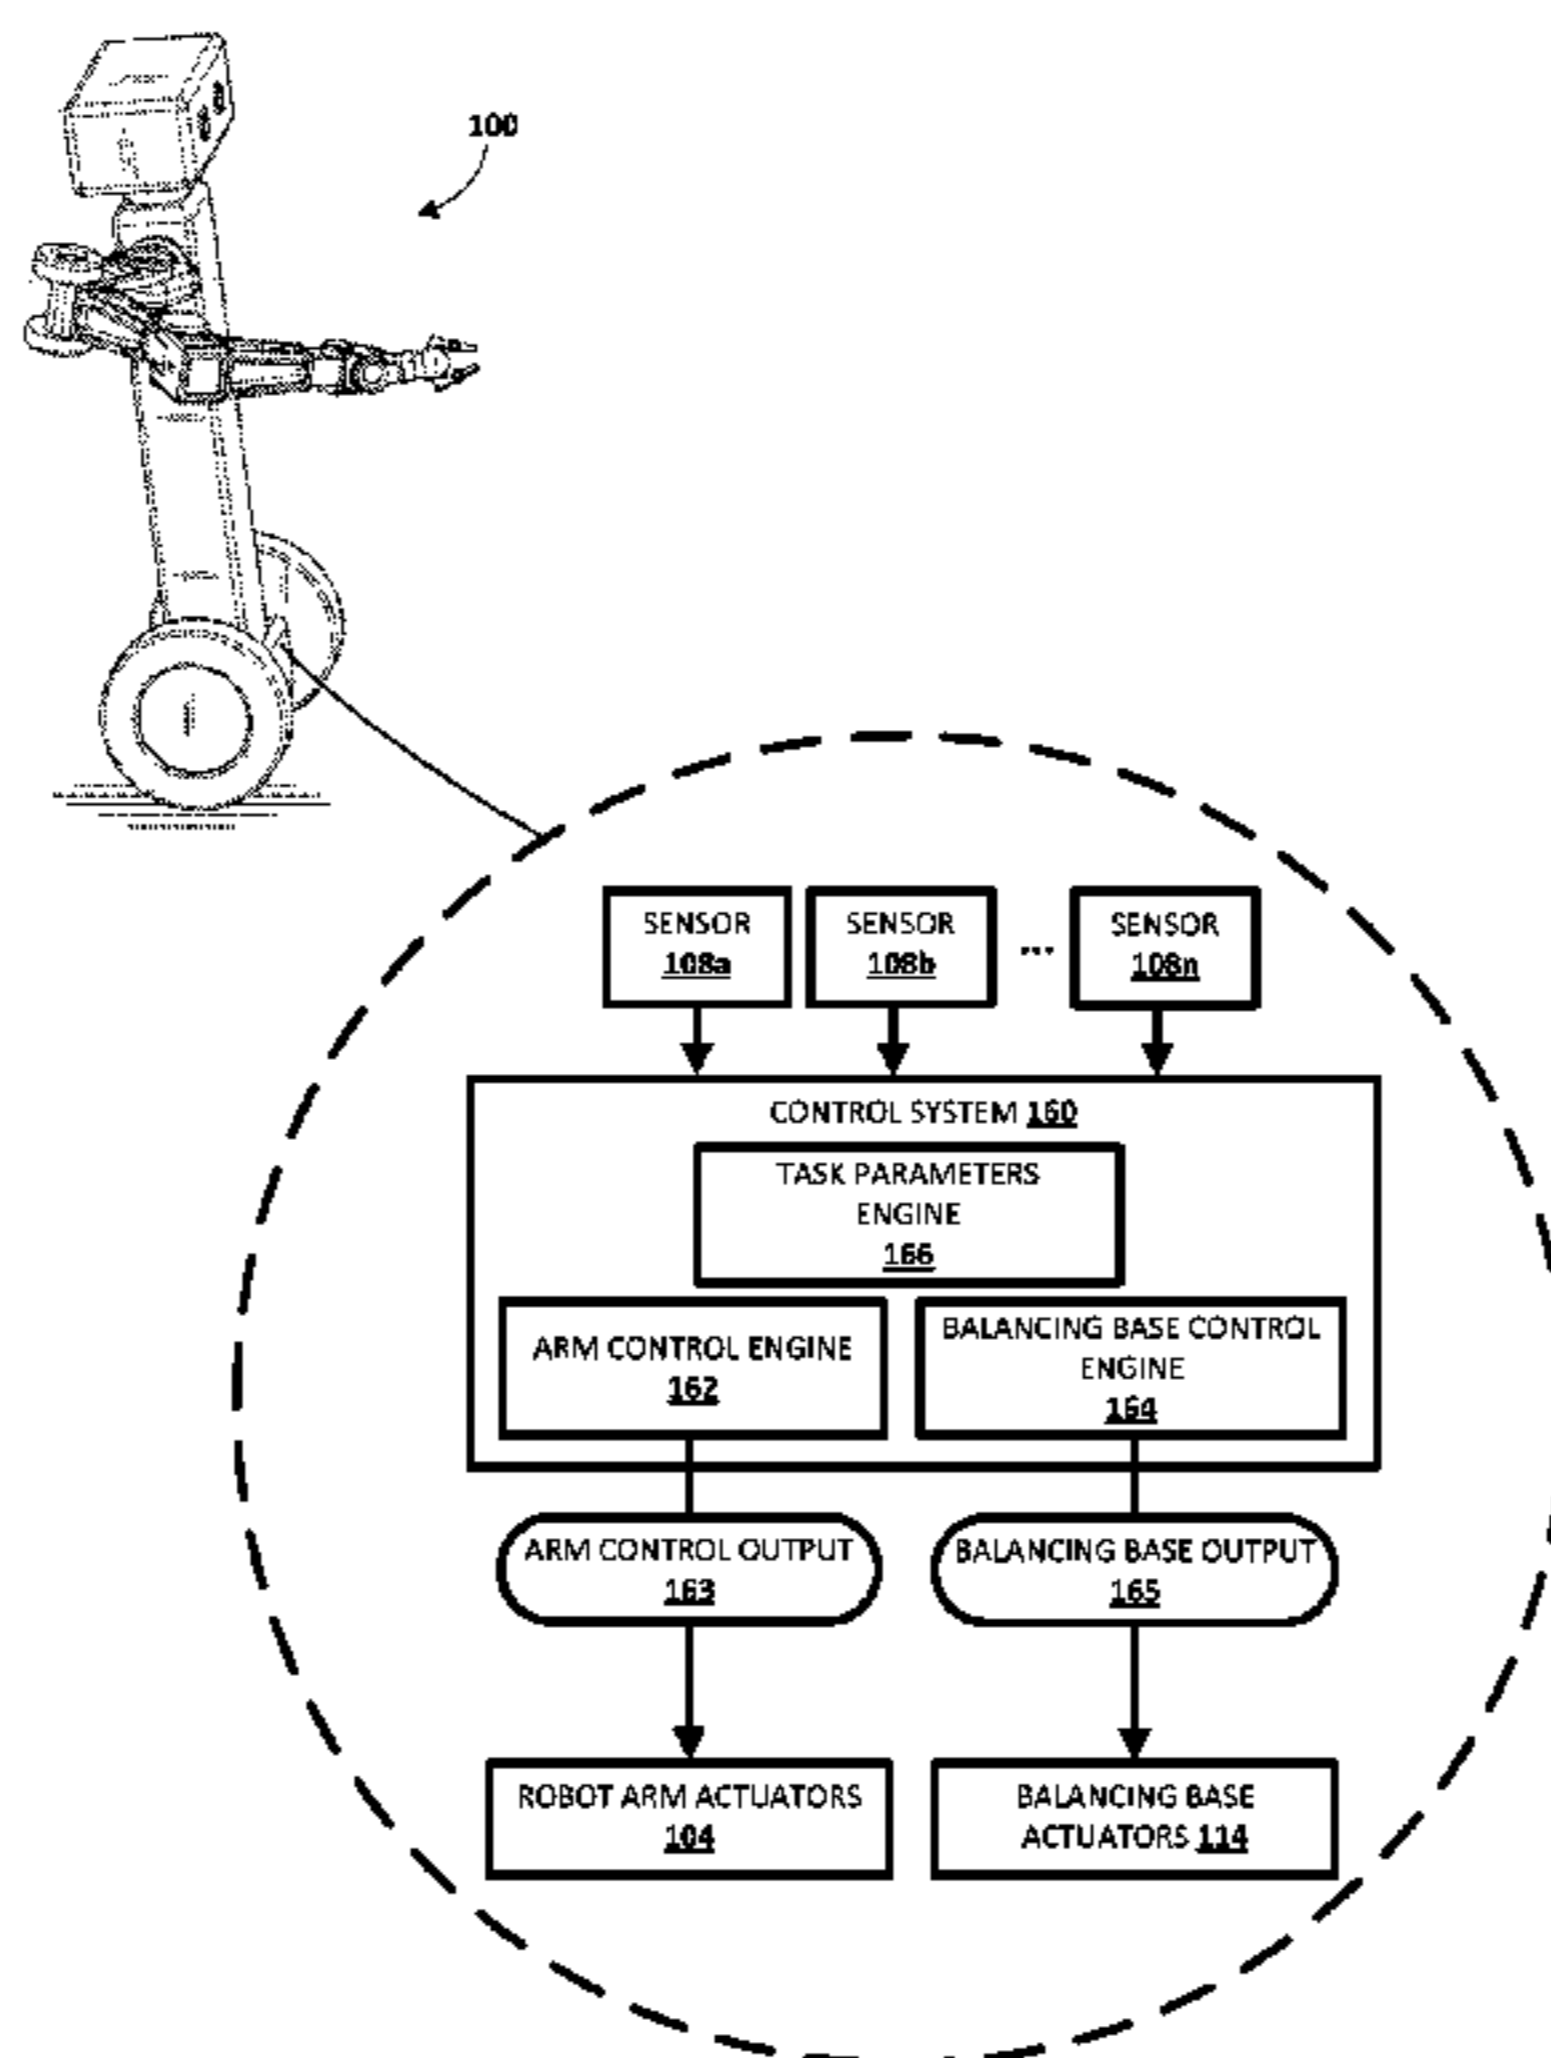 100
SENSOR
108a
SENSOR
108b
...
SENSOR
108n
CONTROL SYSTEM 160
TASK PARAMETERS
ENGINE
166
ARM CONTROL ENGINE
162
BALANCING BASE CONTROL
ENGINE
164
ARM CONTROL OUTPUT
163
BALANCING BASE OUTPUT
165
ROBOT ARM ACTUATORS
104
BALANCING BASE
ACTUATORS 114